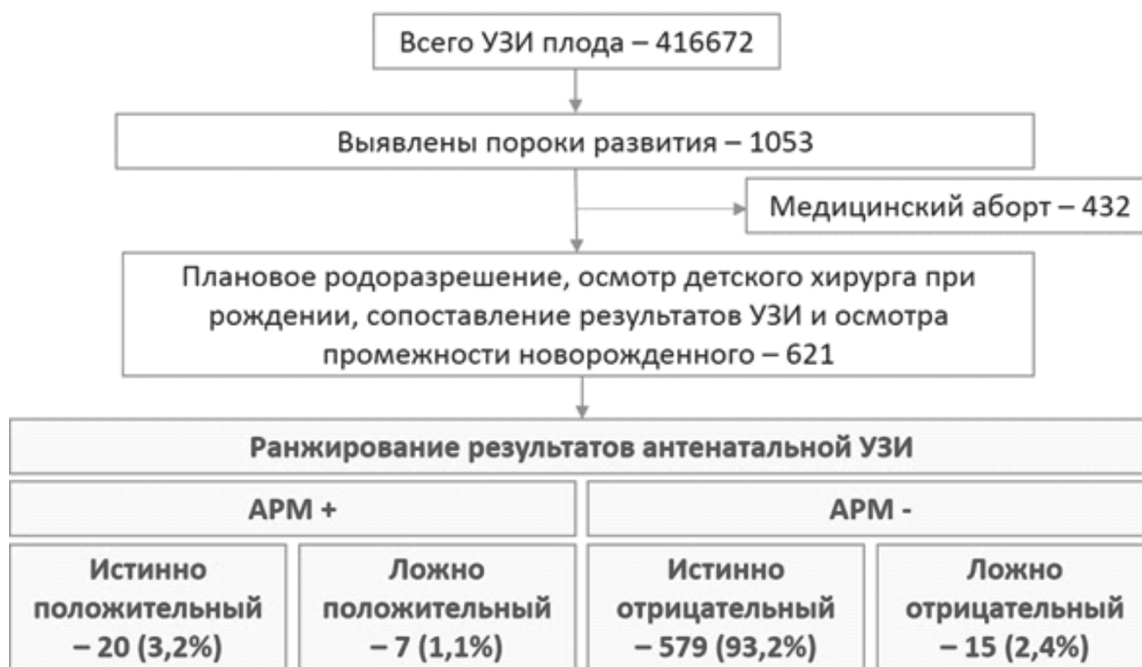 Всего УЗИ плода – 416672
Выявлены пороки развития – 1053
Медицинский аборт – 432
Плановое родоразрешение, осмотр детского хирурга при
рождении, сопоставление результатов УЗИ и осмотра
промежности новорожденного – 621
Ранжирование результатов антенатальной УЗИ
АРМ +
АРМ -
Истинно
положительный
– 20 (3,2%)
Ложно
положительный
– 7 (1,1%)
Истинно
отрицательный
– 579 (93,2%)
Ложно
отрицательный
– 15 (2,4%)